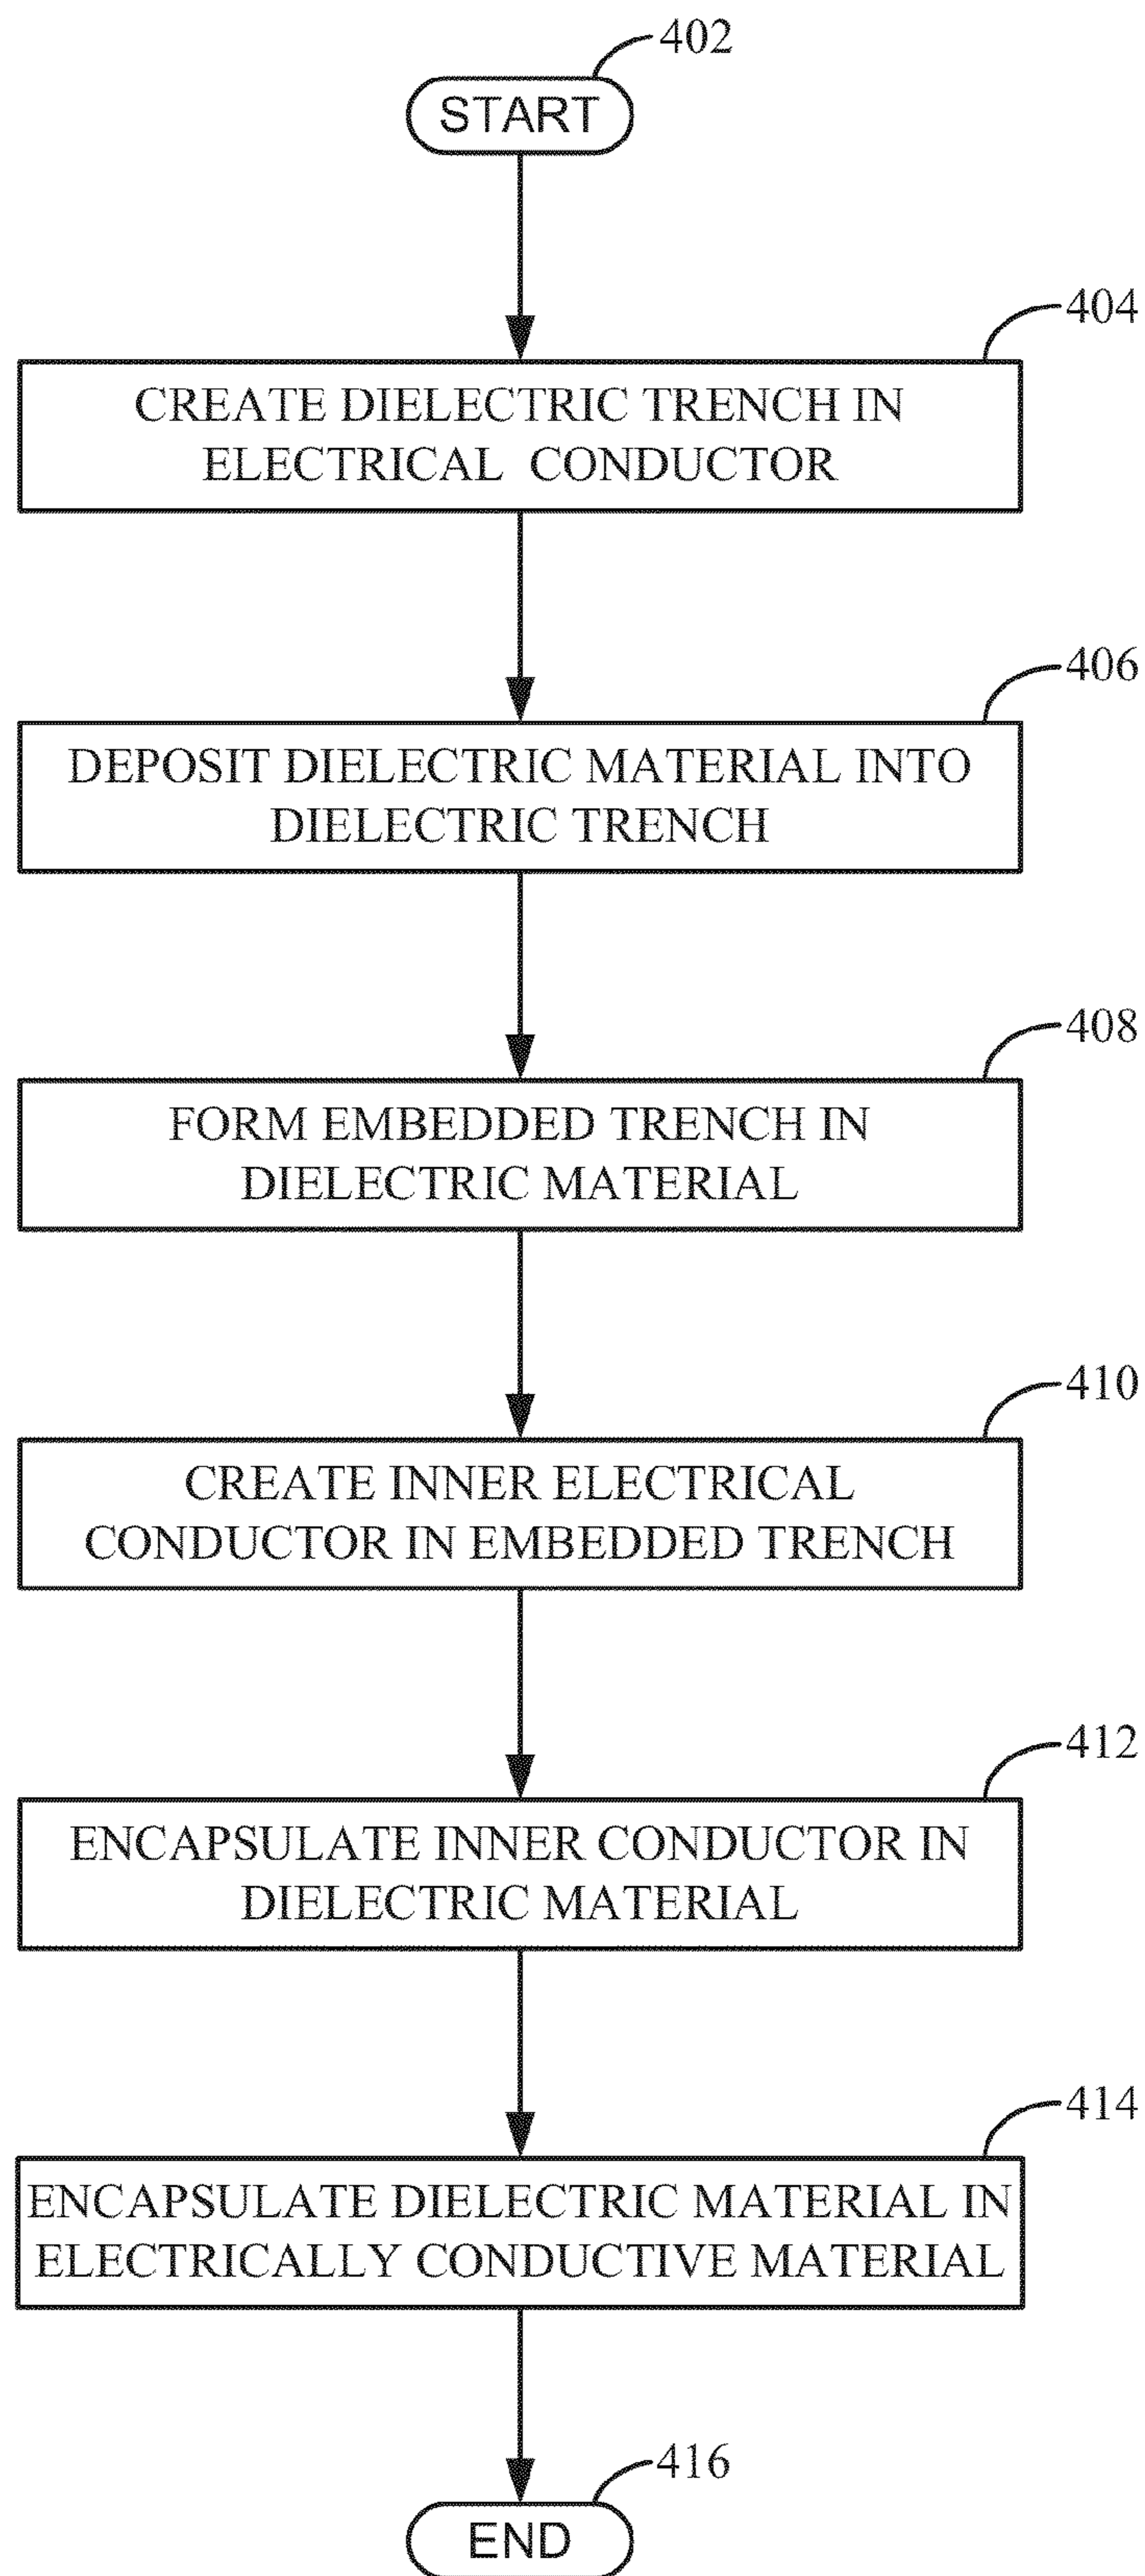 402
START
404
CREATE DIELECTRIC TRENCH IN
ELECTRICAL CONDUCTOR
406
DEPOSIT DIELECTRIC MATERIAL INTO
DIELECTRIC TRENCH
408
FORM EMBEDDED TRENCH IN
DIELECTRIC MATERIAL
410
CREATE INNER ELECTRICAL
CONDUCTOR IN EMBEDDED TRENCH
412
ENCAPSULATE INNER CONDUCTOR IN
DIELECTRIC MATERIAL
414
ENCAPSULATE DIELECTRIC MATERIAL IN
ELECTRICALLY CONDUCTIVE MATERIAL
416
END